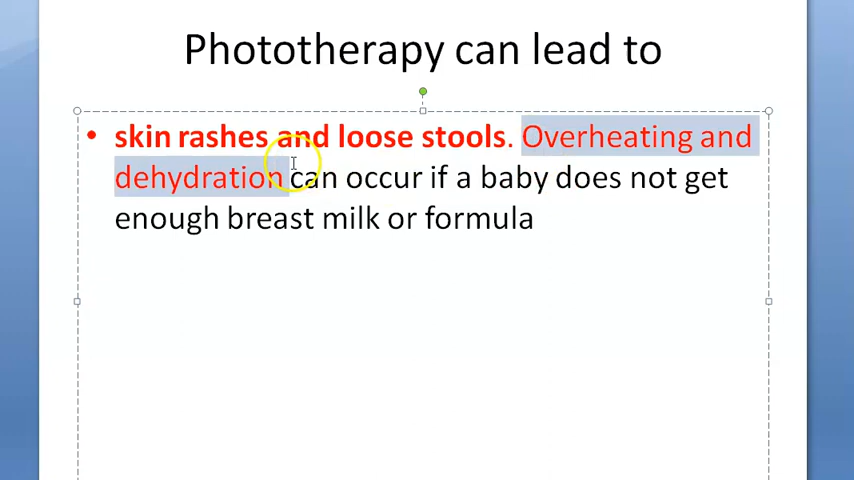 Phototherapy can lead to
• skin rashes and loose stools. Overheating and
dehydration can occur if a baby does not get
enough breast milk or formula